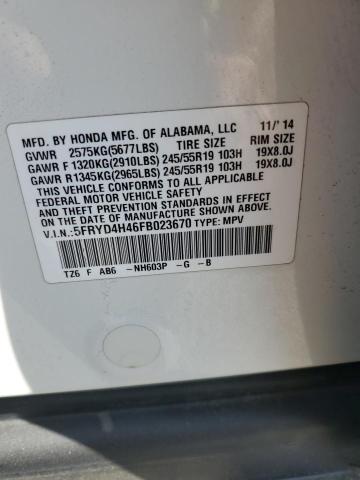 MFD. BY HONDA MFG. OF ALABAMA, LLC 11/'14
GVWR 2575KG(5677LBS) TIRE SIZE RIM SIZE
GAWR F 1320KG(2910LBS) 245/55R19 103H 19X8.0J
GAWR R 1345KG(2965LBS) 245/55R19 103H 19X8.0J
THIS VEHICLE CONFORMS TO ALL APPLICABLE
FEDERAL MOTOR VEHICLE SAFETY AND THEFT
PREVENTION STANDARDS IN EFFECT ON THE
DATE OF MANUFACTURE SHOWN ABOVE.
V.I.N.:5FRYD4H46FB023670 TYPE: MPV
TZ6 F AB6 -NH603P -G -B